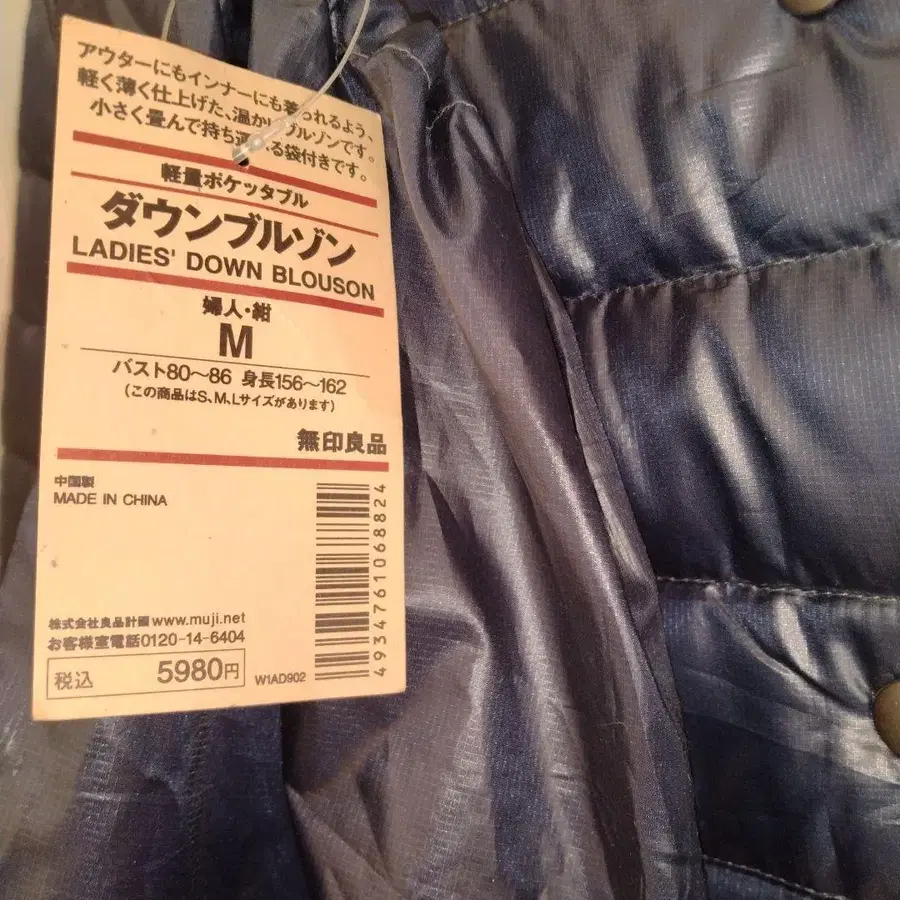 アウターにもインナーにも着られるよう、
軽く薄く仕上げた、温かいブルゾンです。
小さく畳んで持ち運べる袋付きです。
軽量ポケッタブル
ダウンブルゾン
LADIES' DOWN BLOUSON
婦人・紺
M
バスト80〜86 身長156〜162
(この商品はS、M、Lサイズがあります)
無印良品
中国製
MADE IN CHINA
4934761068824
株式会社良品計画 www.muji.net
お客様室電話0120-14-6404
税込 5980円
W1AD902